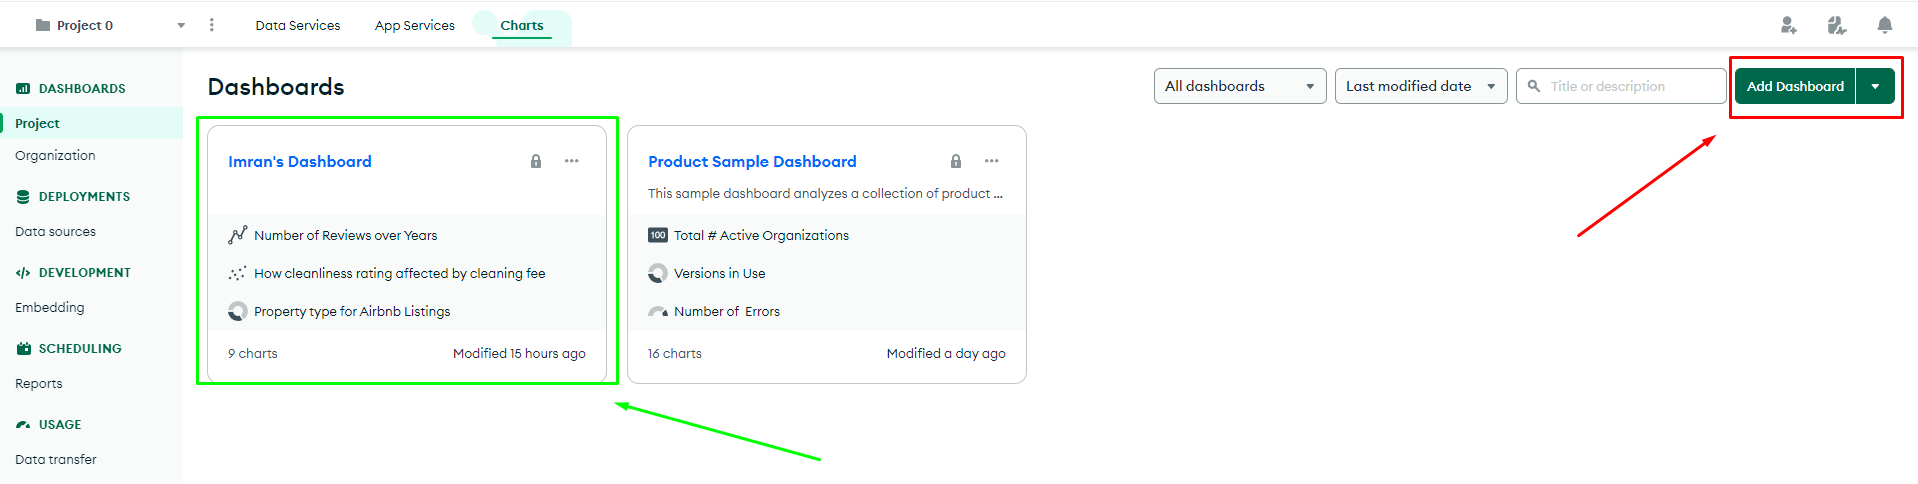 Project 0
Data Services
App Services
Charts
DASHBOARDS
Project
Organization
DEPLOYMENTS
Data sources
DEVELOPMENT
Embedding
SCHEDULING
Reports
USAGE
Data transfer
Dashboards
All dashboards
Last modified date
Title or description
Add Dashboard
Imran's Dashboard
Number of Reviews over Years
How cleanliness rating affected by cleaning fee
Property type for Airbnb Listings
9 charts
Modified 15 hours ago
Product Sample Dashboard
This sample dashboard analyzes a collection of product ...
100 Total # Active Organizations
Versions in Use
Number of Errors
16 charts
Modified a day ago